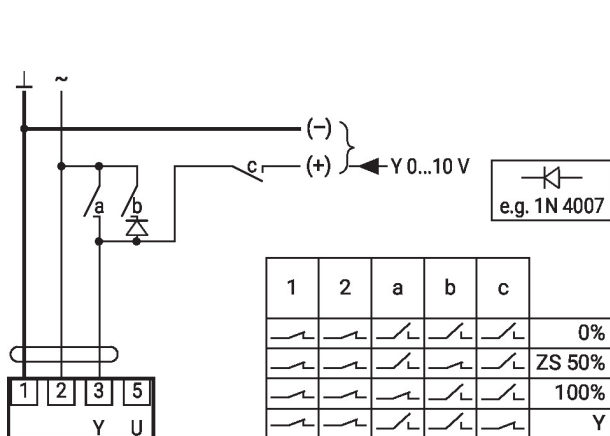 ⊥ ~
(–)
c (+) Y 0...10 V
a b
e.g. 1N 4007
1 2 a b c
0%
ZS 50%
100%
Y
1 2 3 5
Y U